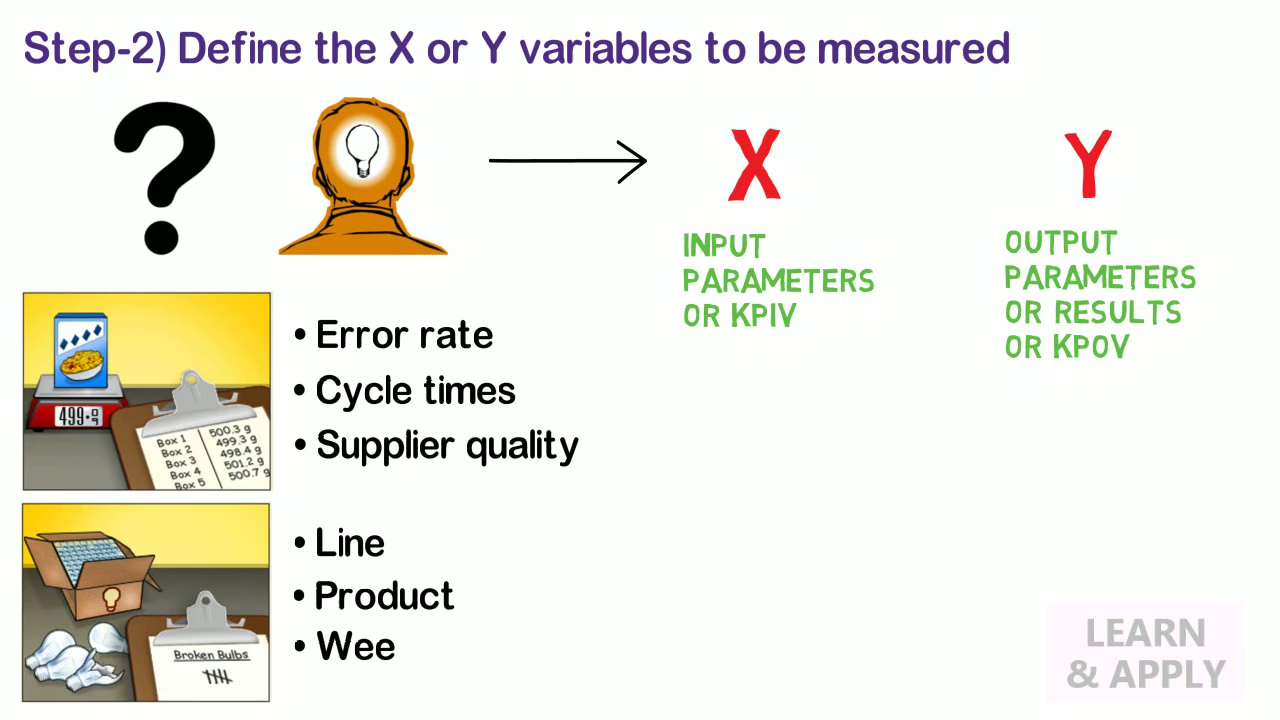 Step-2) Define the X or Y variables to be measured
X
Y
INPUT
PARAMETERS
OR KPIV
OUTPUT
PARAMETERS
OR RESULTS
OR KPOV
499.9g
Box 1 500.3 g
Box 2 499.3 g
Box 3 498.4 g
Box 4 501.2 g
Box 5 500.7 g
• Error rate
• Cycle times
• Supplier quality
Broken Bulbs
• Line
• Product
• Wee
LEARN
& APPLY